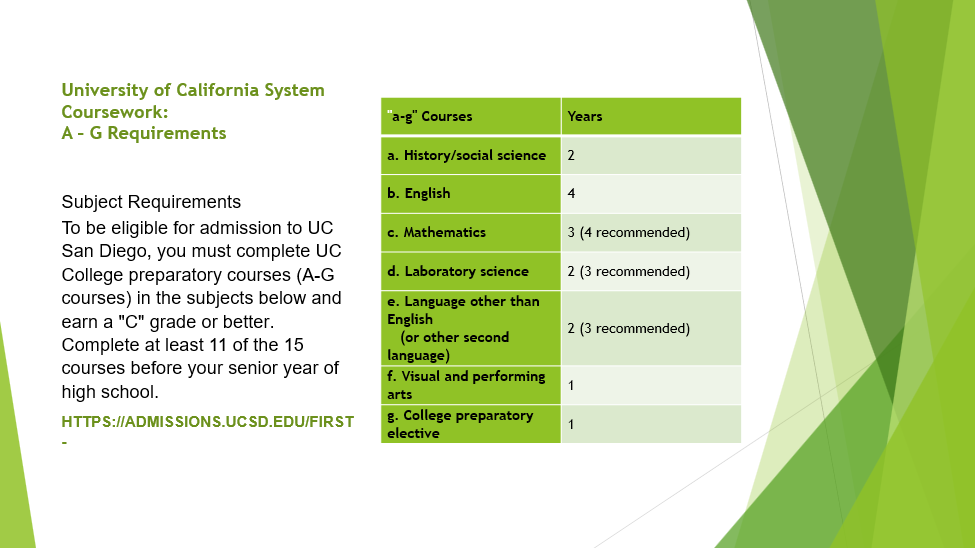 University of California System
Coursework:
A – G Requirements
Subject Requirements
To be eligible for admission to UC
San Diego, you must complete UC
College preparatory courses (A-G
courses) in the subjects below and
earn a "C" grade or better.
Complete at least 11 of the 15
courses before your senior year of
high school.
HTTPS://ADMISSIONS.UCSD.EDU/FIRST
-
"a-g" Courses Years
a. History/social science 2
b. English 4
c. Mathematics 3 (4 recommended)
d. Laboratory science 2 (3 recommended)
e. Language other than
English
(or other second
language)
2 (3 recommended)
f. Visual and performing
arts
1
g. College preparatory
elective
1